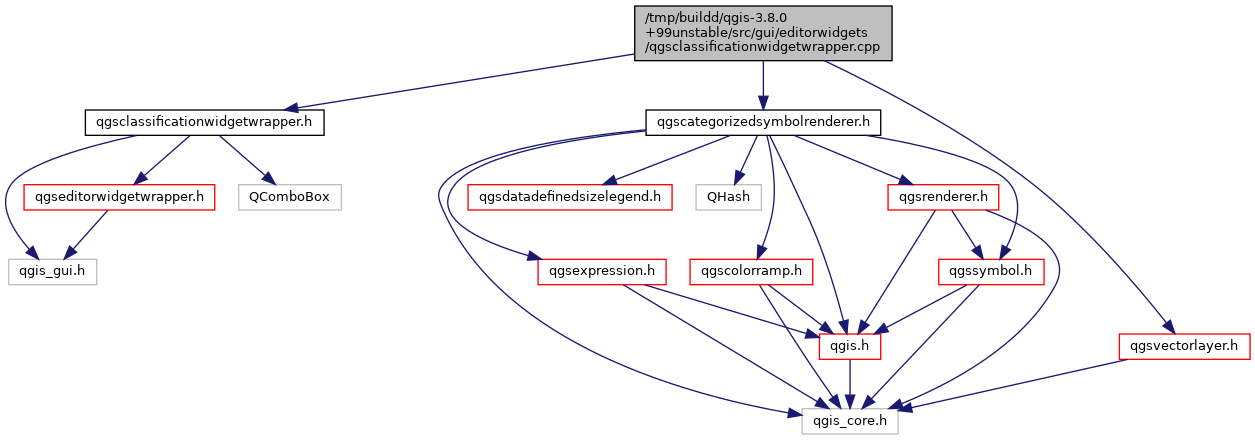 /tmp/buildd/qgis-3.8.0
+99unstable/src/gui/editorwidgets
/qgsclassificationwidgetwrapper.cpp
qgsclassificationwidgetwrapper.h
qgscategorizedsymbolrenderer.h
qgseditorwidgetwrapper.h
QComboBox
qgsdatadefinedsizelegend.h
QHash
qgsrenderer.h
qgis_gui.h
qgsexpression.h
qgscolorramp.h
qgssymbol.h
qgis.h
qgsvectorlayer.h
qgis_core.h